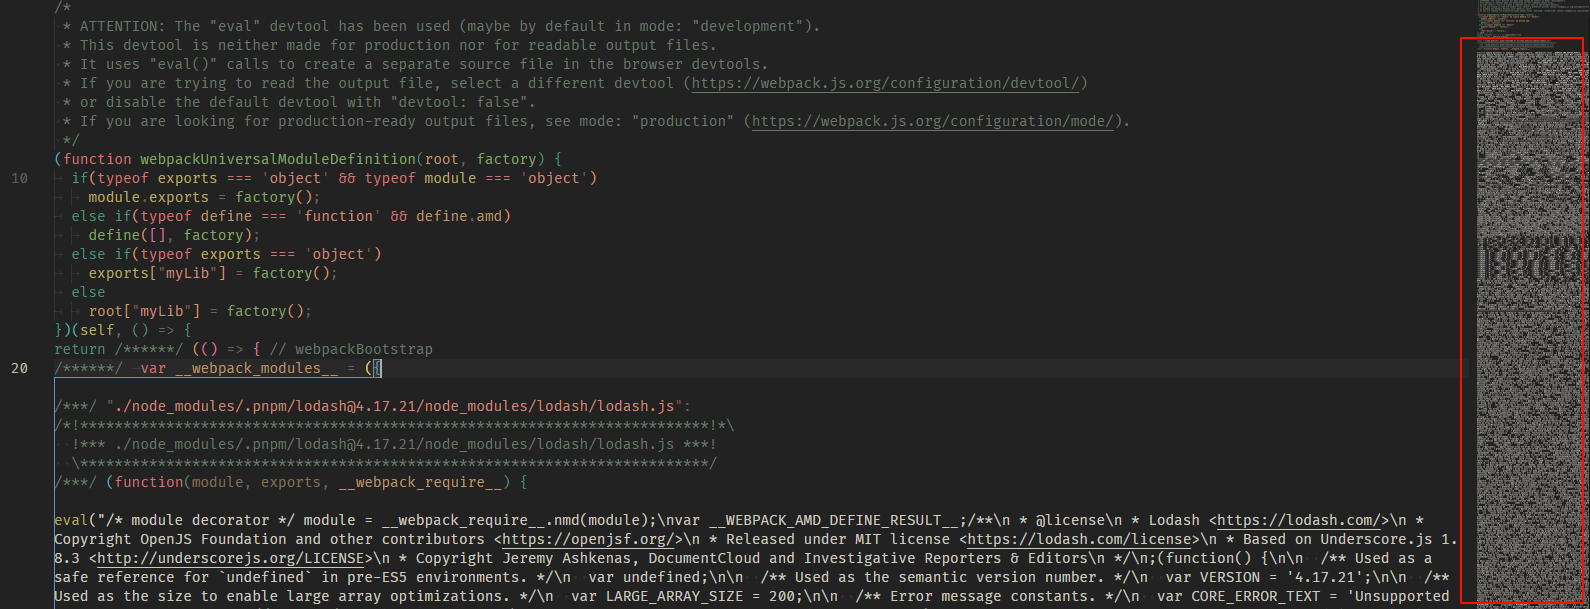 /*
* ATTENTION: The "eval" devtool has been used (maybe by default in mode: "development").
* This devtool is neither made for production nor for readable output files.
* It uses "eval()" calls to create a separate source file in the browser devtools.
* If you are trying to read the output file, select a different devtool (https://webpack.js.org/configuration/devtool/)
* or disable the default devtool with "devtool: false".
* If you are looking for production-ready output files, see mode: "production" (https://webpack.js.org/configuration/mode/).
*/
(function webpackUniversalModuleDefinition(root, factory) {
10 if(typeof exports === 'object' && typeof module === 'object')
module.exports = factory();
else if(typeof define === 'function' && define.amd)
define([], factory);
else if(typeof exports === 'object')
exports["myLib"] = factory();
else
root["myLib"] = factory();
})(self, () => {
return /******/ (() => { // webpackBootstrap
20 /******/ var __webpack_modules__ = ({
/***/ "./node_modules/.pnpm/lodash@4.17.21/node_modules/lodash/lodash.js":
/*!*************************************************************************!*\
!*** ./node_modules/.pnpm/lodash@4.17.21/node_modules/lodash/lodash.js ***!
\*************************************************************************/
/***/ (function(module, exports, __webpack_require__) {
eval("/* module decorator */ module = __webpack_require__.nmd(module);\nvar __WEBPACK_AMD_DEFINE_RESULT__;/**\n * @license\n * Lodash <https://lodash.com/>\n *
Copyright OpenJS Foundation and other contributors <https://openjsf.org/>\n * Released under MIT license <https://lodash.com/license>\n * Based on Underscore.js 1.
8.3 <http://underscorejs.org/LICENSE>\n * Copyright Jeremy Ashkenas, DocumentCloud and Investigative Reporters & Editors\n */\n;(function() {\n\n  /** Used as a
safe reference for `undefined` in pre-ES5 environments. */\n  var undefined;\n\n  /** Used as the semantic version number. */\n  var VERSION = '4.17.21';\n\n  /**
Used as the size to enable large array optimizations. */\n  var LARGE_ARRAY_SIZE = 200;\n\n  /** Error message constants. */\n  var CORE_ERROR_TEXT = 'Unsupported